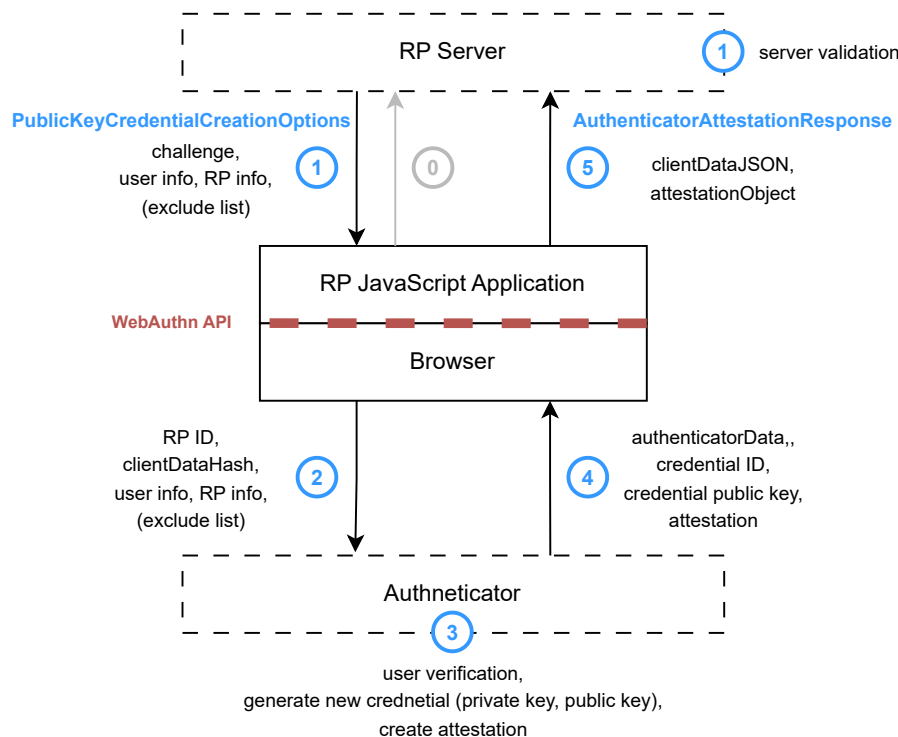 RP Server
1
server validation
PublicKeyCredentialCreationOptions
challenge,
user info, RP info,
(exclude list)
1
0
5
AuthenticatorAttestationResponse
clientDataJSON,
attestationObject
RP JavaScript Application
WebAuthn API
Browser
RP ID,
clientDataHash,
user info, RP info,
(exclude list)
2
4
authenticatorData,,
credential ID,
credential public key,
attestation
Authneticator
3
user verification,
generate new crednetial (private key, public key),
create attestation